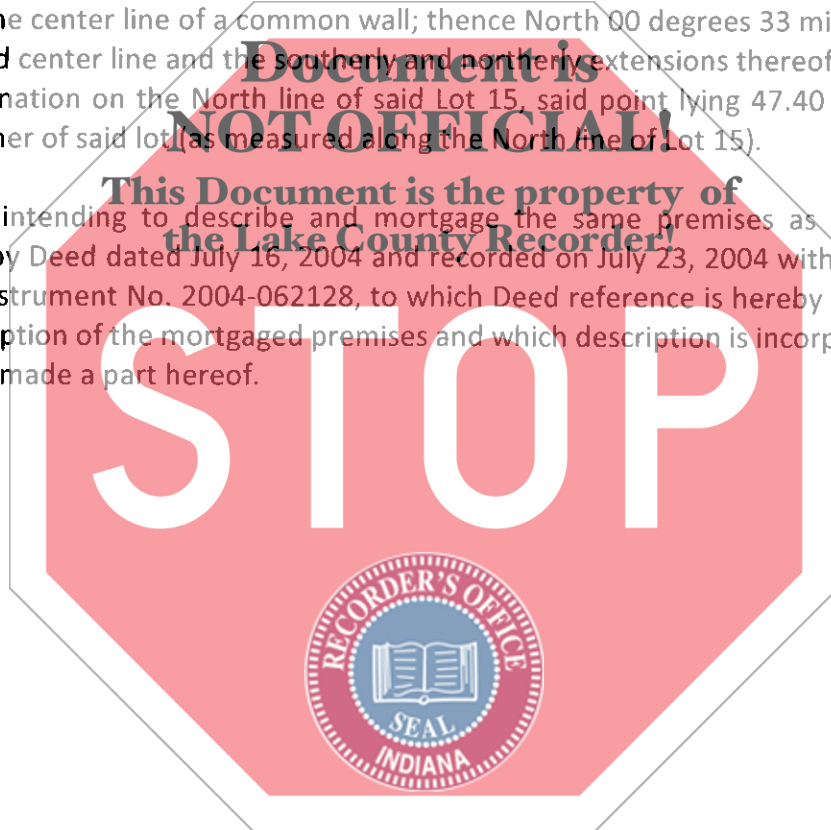 ne center line of a common wall; thence North 00 degrees 33 mi
d center line and the southerly and northerly extensions thereof
Document is
nation on the North line of said Lot 15, said point lying 47.40
NOT OFFICIAL!
ner of said lot (as measured along the North line of Lot 15).
This Document is the property of
intending to describe and mortgage the same premises as
the Lake County Recorder!
y Deed dated July 16, 2004 and recorded on July 23, 2004 with
strument No. 2004-062128, to which Deed reference is hereby
ption of the mortgaged premises and which description is incorp
made a part hereof.
STOP
RECORDER'S OFFICE
SEAL
INDIANA